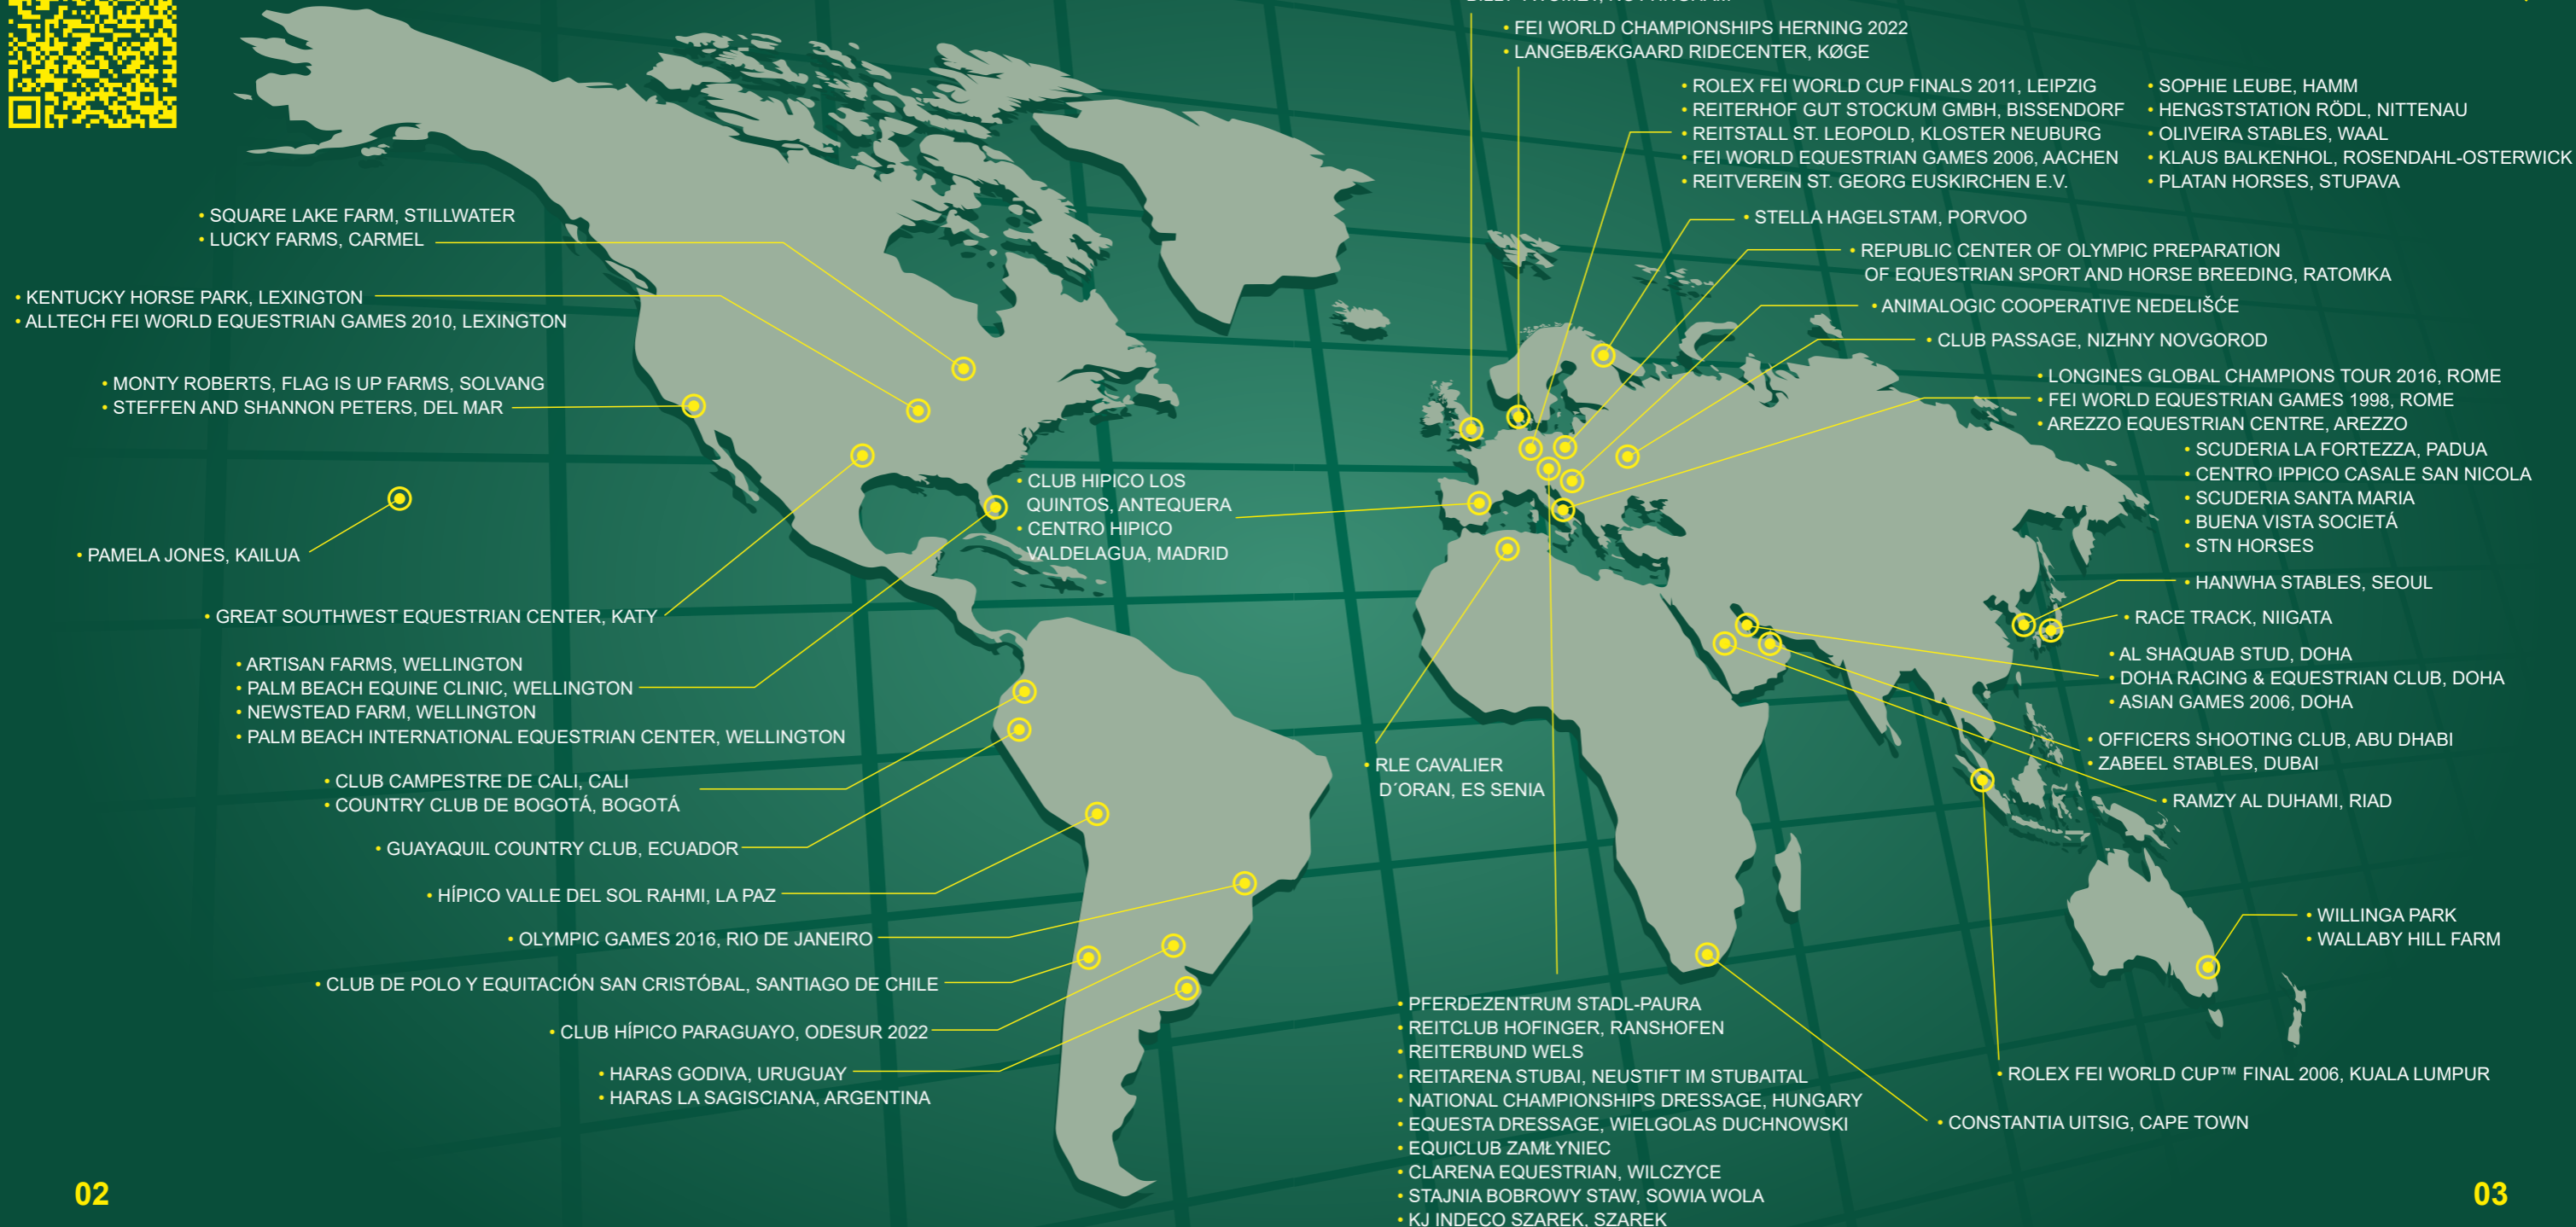 • FEI WORLD CHAMPIONSHIPS HERNING 2022
• LANGEBÆKGAARD RIDECENTER, KØGE
• ROLEX FEI WORLD CUP FINALS 2011, LEIPZIG
• REITERHOF GUT STOCKUM GMBH, BISSENDORF
• REITSTALL ST. LEOPOLD, KLOSTER NEUBURG
• FEI WORLD EQUESTRIAN GAMES 2006, AACHEN
• REITVEREIN ST. GEORG EUSKIRCHEN E.V.
• SOPHIE LEUBE, HAMM
• HENGSTSTATION RÖDL, NITTENAU
• OLIVEIRA STABLES, WAAL
• KLAUS BALKENHOL, ROSENDAHL-OSTERWICK
• PLATAN HORSES, STUPAVA
• SQUARE LAKE FARM, STILLWATER
• LUCKY FARMS, CARMEL
• STELLA HAGELSTAM, PORVOO
• REPUBLIC CENTER OF OLYMPIC PREPARATION
OF EQUESTRIAN SPORT AND HORSE BREEDING, RATOMKA
• KENTUCKY HORSE PARK, LEXINGTON
• ALLTECH FEI WORLD EQUESTRIAN GAMES 2010, LEXINGTON
• ANIMALOGIC COOPERATIVE NEDELIŠĆE
• CLUB PASSAGE, NIZHNY NOVGOROD
• MONTY ROBERTS, FLAG IS UP FARMS, SOLVANG
• STEFFEN AND SHANNON PETERS, DEL MAR
• LONGINES GLOBAL CHAMPIONS TOUR 2016, ROME
• FEI WORLD EQUESTRIAN GAMES 1998, ROME
• AREZZO EQUESTRIAN CENTRE, AREZZO
• SCUDERIA LA FORTEZZA, PADUA
• CENTRO IPPICO CASALE SAN NICOLA
• SCUDERIA SANTA MARIA
• BUENA VISTA SOCIETÁ
• STN HORSES
• CLUB HIPICO LOS
QUINTOS, ANTEQUERA
• CENTRO HIPICO
VALDELAGUA, MADRID
• PAMELA JONES, KAILUA
• HANWHA STABLES, SEOUL
• GREAT SOUTHWEST EQUESTRIAN CENTER, KATY
• RACE TRACK, NIIGATA
• ARTISAN FARMS, WELLINGTON
• PALM BEACH EQUINE CLINIC, WELLINGTON
• NEWSTEAD FARM, WELLINGTON
• PALM BEACH INTERNATIONAL EQUESTRIAN CENTER, WELLINGTON
• AL SHAQUAB STUD, DOHA
• DOHA RACING & EQUESTRIAN CLUB, DOHA
• ASIAN GAMES 2006, DOHA
• OFFICERS SHOOTING CLUB, ABU DHABI
• ZABEEL STABLES, DUBAI
• RLE CAVALIER
D´ORAN, ES SENIA
• CLUB CAMPESTRE DE CALI, CALI
• COUNTRY CLUB DE BOGOTÁ, BOGOTÁ
• RAMZY AL DUHAMI, RIAD
• GUAYAQUIL COUNTRY CLUB, ECUADOR
• HÍPICO VALLE DEL SOL RAHMI, LA PAZ
• OLYMPIC GAMES 2016, RIO DE JANEIRO
• WILLINGA PARK
• WALLABY HILL FARM
• CLUB DE POLO Y EQUITACIÓN SAN CRISTÓBAL, SANTIAGO DE CHILE
• CLUB HÍPICO PARAGUAYO, ODESUR 2022
• HARAS GODIVA, URUGUAY
• HARAS LA SAGISCIANA, ARGENTINA
• PFERDEZENTRUM STADL-PAURA
• REITCLUB HOFINGER, RANSHOFEN
• REITERBUND WELS
• REITARENA STUBAI, NEUSTIFT IM STUBAITAL
• NATIONAL CHAMPIONSHIPS DRESSAGE, HUNGARY
• EQUESTA DRESSAGE, WIELGOLAS DUCHNOWSKI
• EQUICLUB ZAMŁYNIEC
• CLARENA EQUESTRIAN, WILCZYCE
• STAJNIA BOBROWY STAW, SOWIA WOLA
• KJ INDECO SZAREK, SZAREK
• ROLEX FEI WORLD CUP™ FINAL 2006, KUALA LUMPUR
• CONSTANTIA UITSIG, CAPE TOWN
02
03